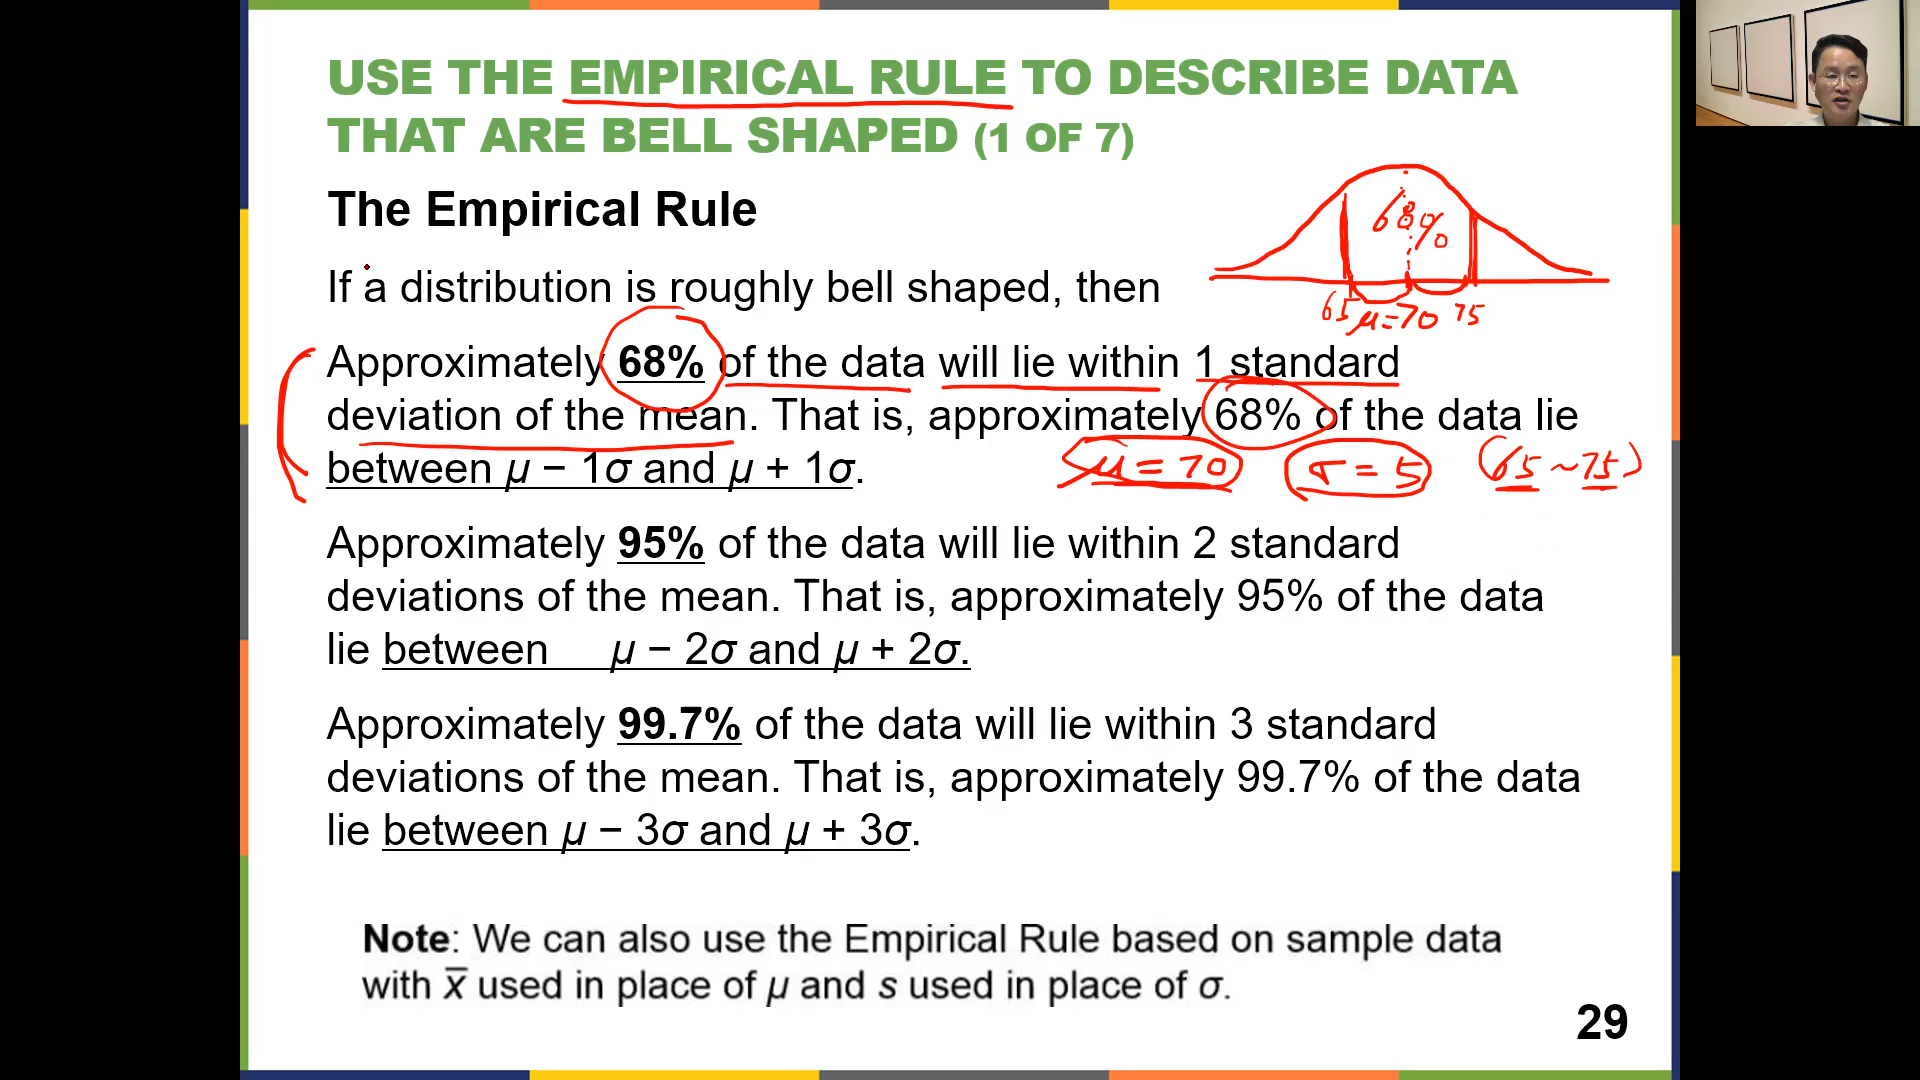 USE THE EMPIRICAL RULE TO DESCRIBE DATA
THAT ARE BELL SHAPED (1 OF 7)
The Empirical Rule
68%
If a distribution is roughly bell shaped, then
65 μ=70 75
Approximately 68% of the data will lie within 1 standard
deviation of the mean. That is, approximately 68% of the data lie
between μ − 1σ and μ + 1σ.
μ = 70 σ = 5 (65 ~ 75)
Approximately 95% of the data will lie within 2 standard
deviations of the mean. That is, approximately 95% of the data
lie between μ − 2σ and μ + 2σ.
Approximately 99.7% of the data will lie within 3 standard
deviations of the mean. That is, approximately 99.7% of the data
lie between μ − 3σ and μ + 3σ.
Note: We can also use the Empirical Rule based on sample data
with x̅ used in place of μ and s used in place of σ.
29